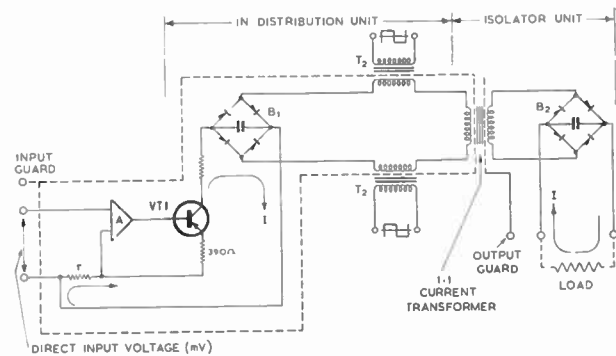 IN DISTRIBUTION UNIT
ISOLATOR UNIT
T2
B1
B2
INPUT
GUARD
VT1
A
I
390Ω
r
T2
I
OUTPUT
GUARD
LOAD
1-1
CURRENT
TRANSFORMER
DIRECT INPUT VOLTAGE (mV)